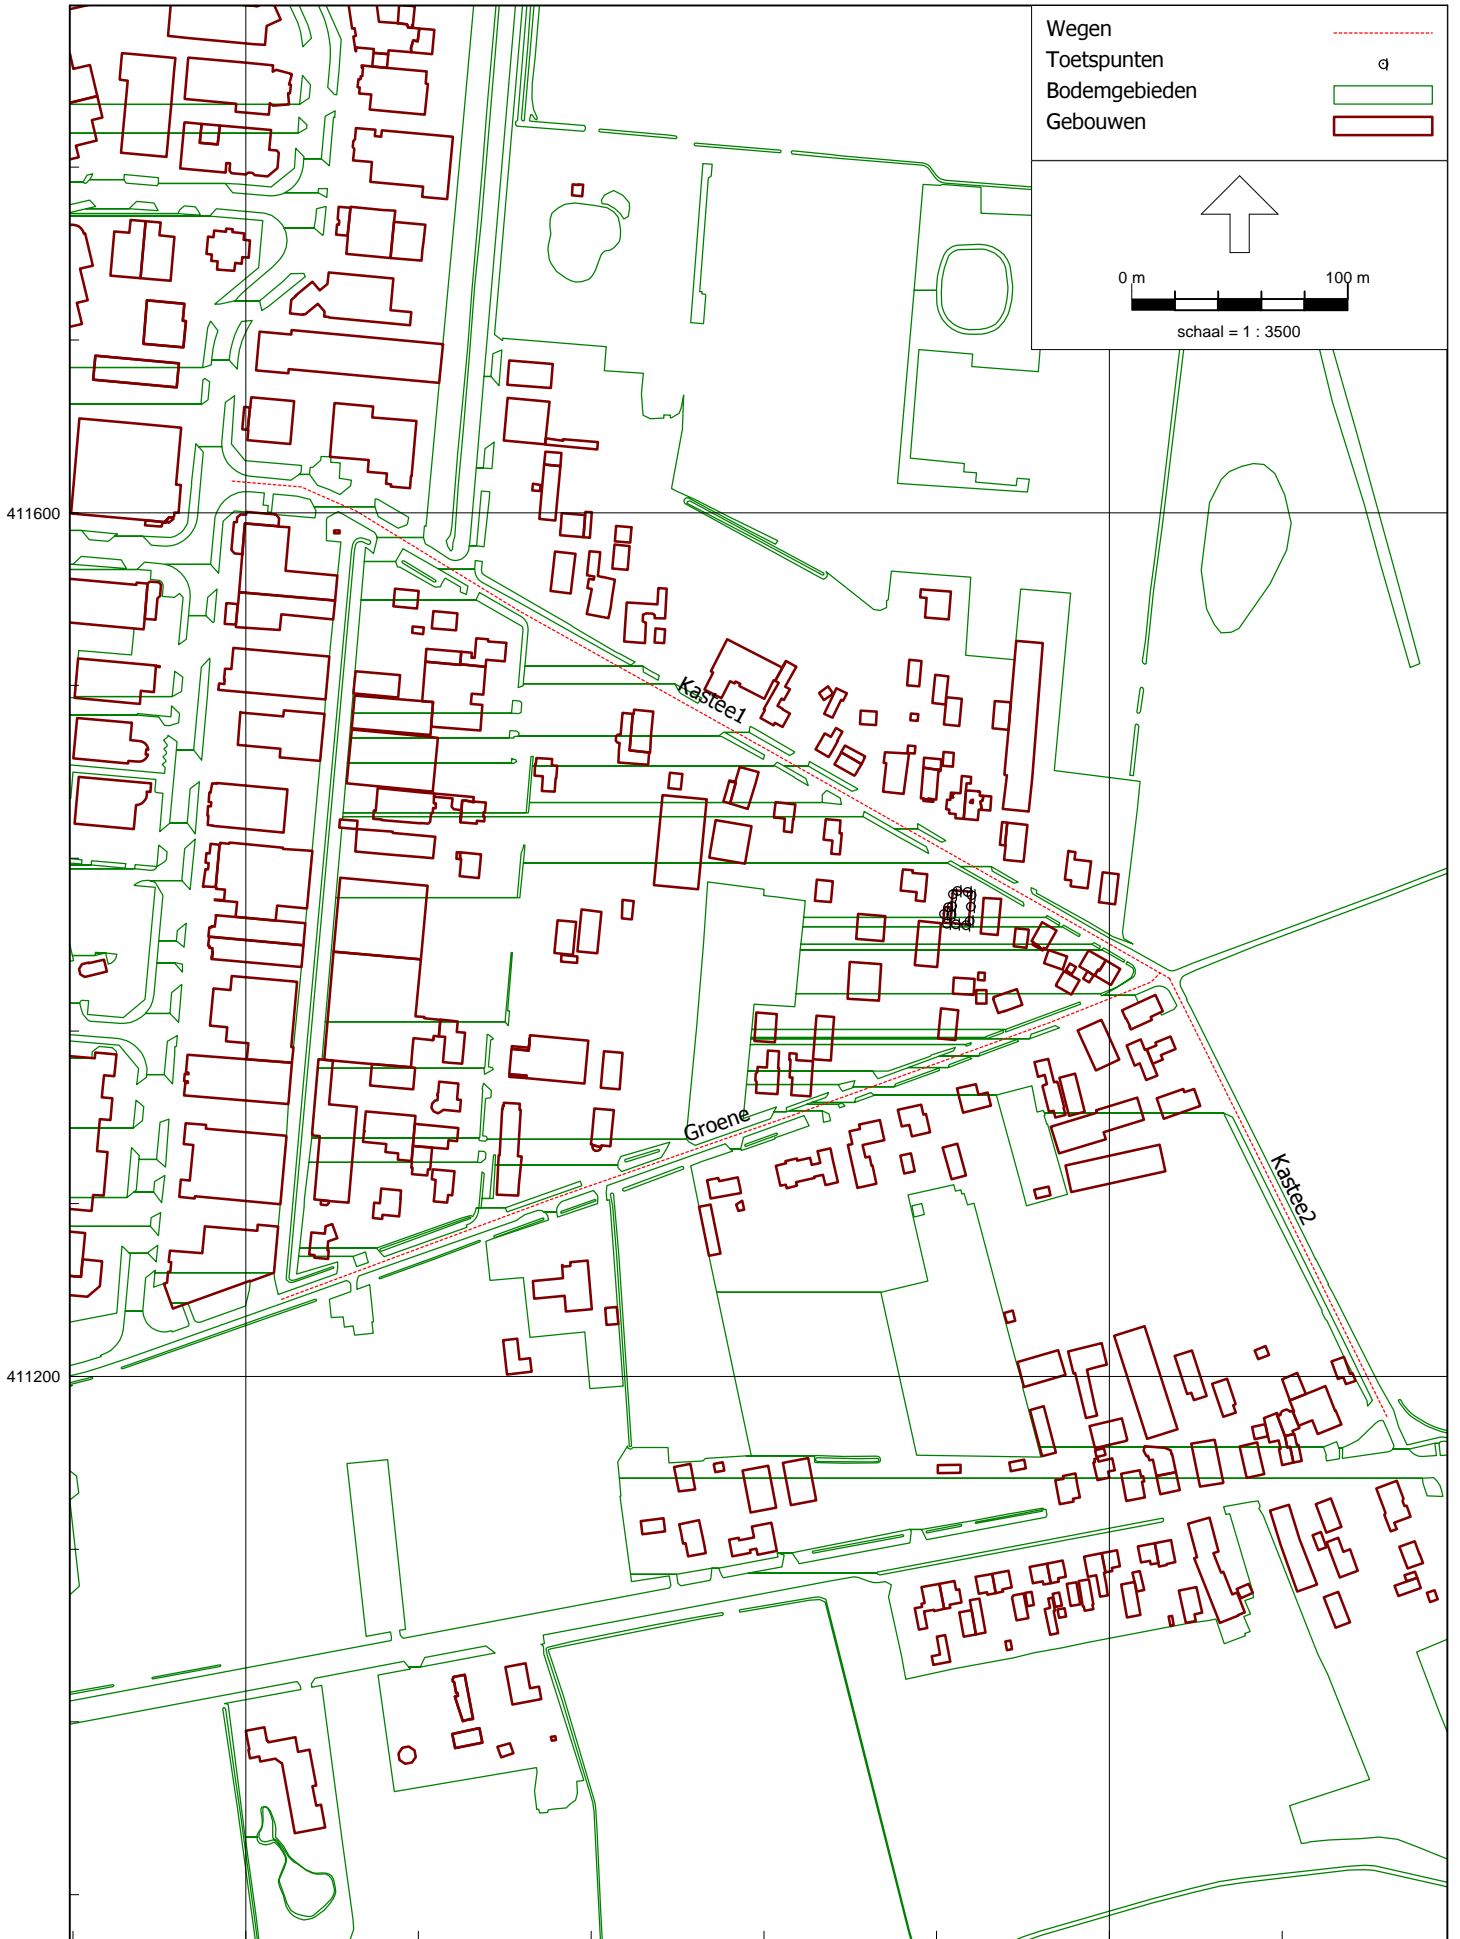 Wegen
Toetspunten
Bodemgebieden
Gebouwen
0 m 100 m
schaal = 1 : 3500
411600
Kastee1
Groene
Kastee2
411200